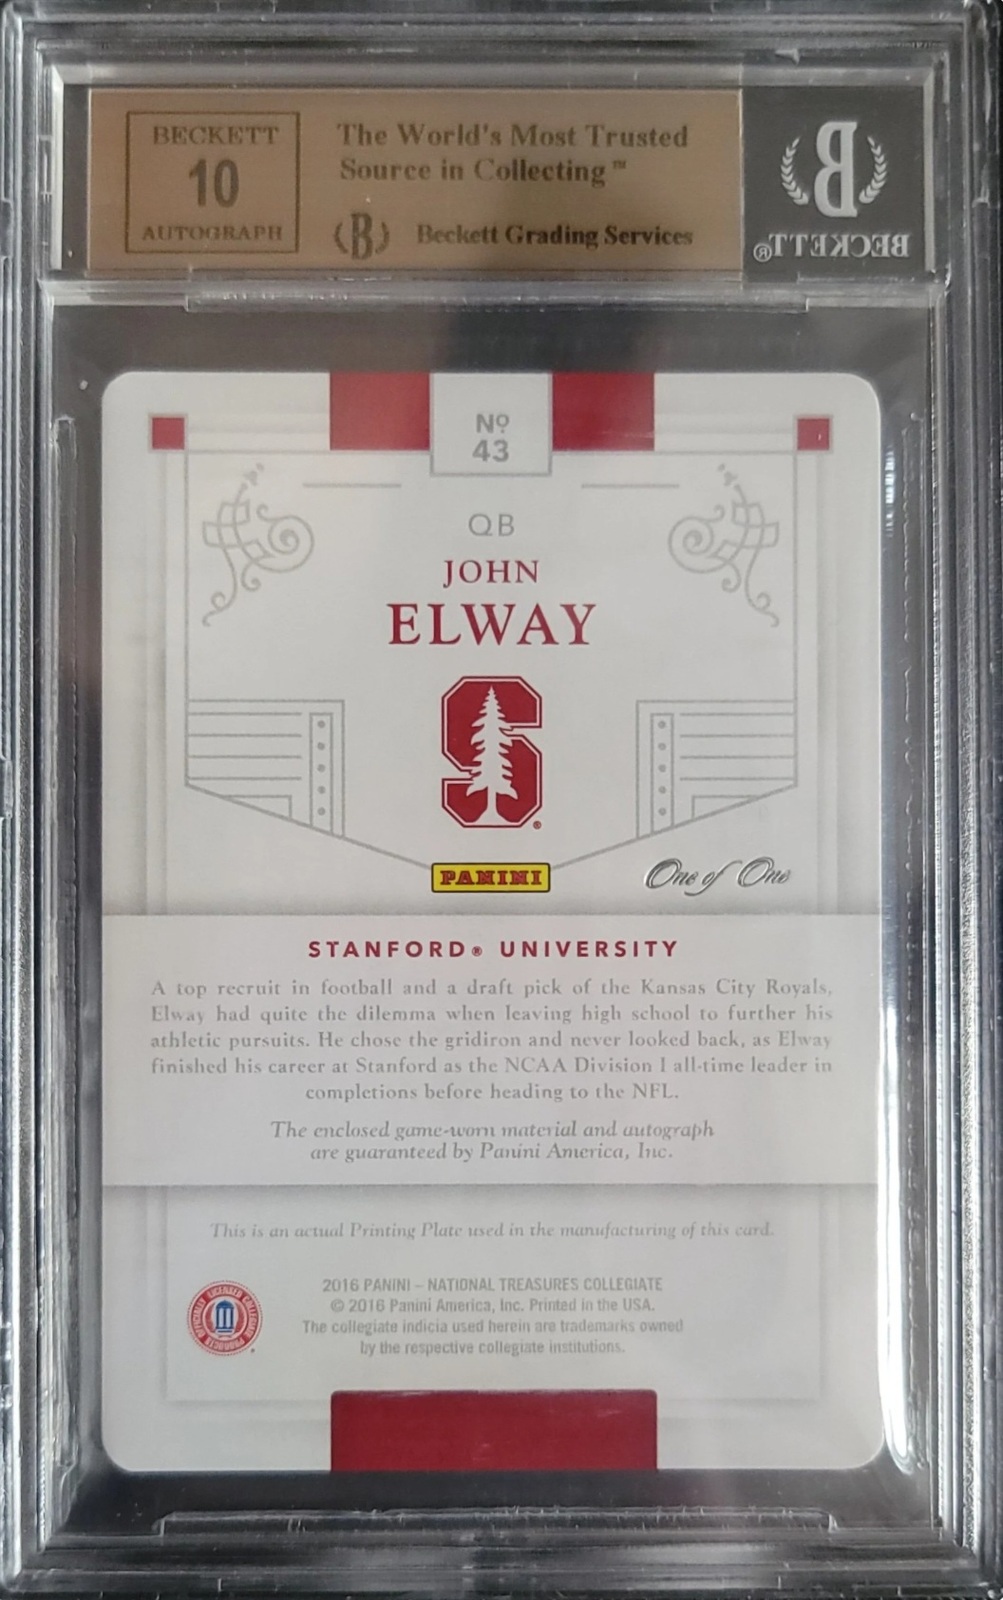 BECKETT
10
AUTOGRAPH
The World's Most Trusted
Source in Collecting™
B
Beckett Grading Services
B
BECKETT®
Nº
43
QB
JOHN
ELWAY
S
®
PANINI
One of One
STANFORD® UNIVERSITY
A top recruit in football and a draft pick of the Kansas City Royals,
Elway had quite the dilemma when leaving high school to further his
athletic pursuits. He chose the gridiron and never looked back, as Elway
finished his career at Stanford as the NCAA Division I all-time leader in
completions before heading to the NFL.
The enclosed game-worn material and autograph
are guaranteed by Panini America, Inc.
This is an actual Printing Plate used in the manufacturing of this card.
OFFICIALLY LICENSED COLLEGIATE PRODUCTS
2016 PANINI – NATIONAL TREASURES COLLEGIATE
© 2016 Panini America, Inc. Printed in the USA.
The collegiate indicia used herein are trademarks owned
by the respective collegiate institutions.